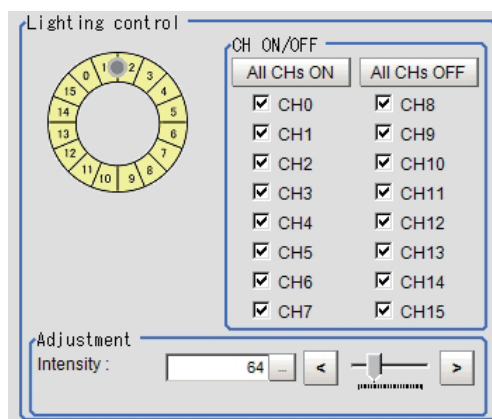 Lighting control
0 1 2 3 4 5 6 7 8 9 10 11 12 13 14 15
CH ON/OFF
All CHs ON All CHs OFF
CH0 CH8
CH1 CH9
CH2 CH10
CH3 CH11
CH4 CH12
CH5 CH13
CH6 CH14
CH7 CH15
Adjustment
Intensity : 64 ... < >